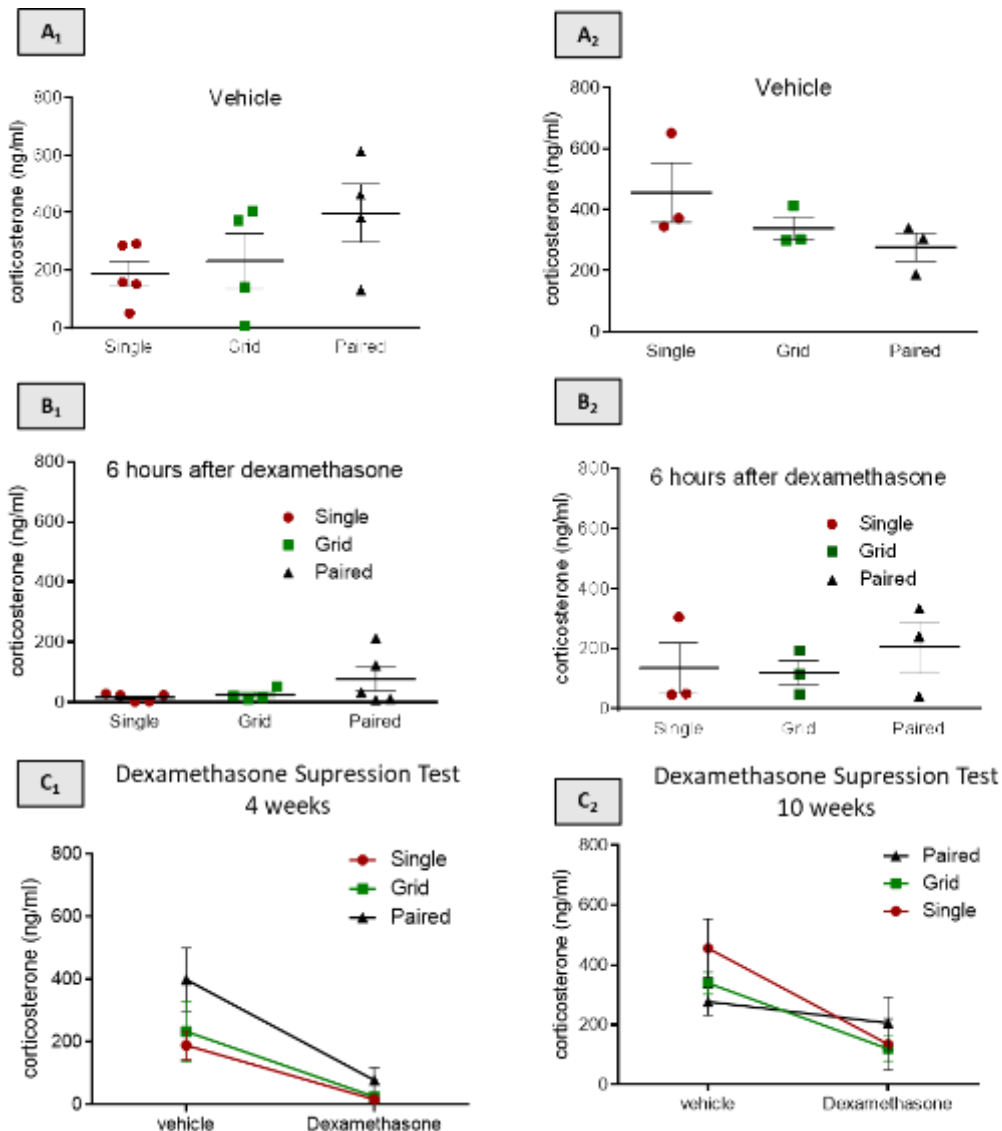 A1
Vehicle
corticosterone (ng/ml)
800
600
400
200
0
Single
Grid
Paired
A2
Vehicle
corticosterone (ng/ml)
800
600
400
200
0
Single
Grid
Paired
B1
6 hours after dexamethasone
corticosterone (ng/ml)
800
600
400
200
0
Single
Grid
Paired
Single
Grid
Paired
B2
6 hours after dexamethasone
corticosterone (ng/ml)
800
600
400
200
0
Single
Grid
Paired
Single
Grid
Paired
C1
Dexamethasone Supression Test
4 weeks
corticosterone (ng/ml)
800
600
400
200
0
Single
Grid
Paired
vehicle
Dexamethasone
C2
Dexamethasone Supression Test
10 weeks
corticosterone (ng/ml)
800
600
400
200
0
Paired
Grid
Single
vehicle
Dexamethasone